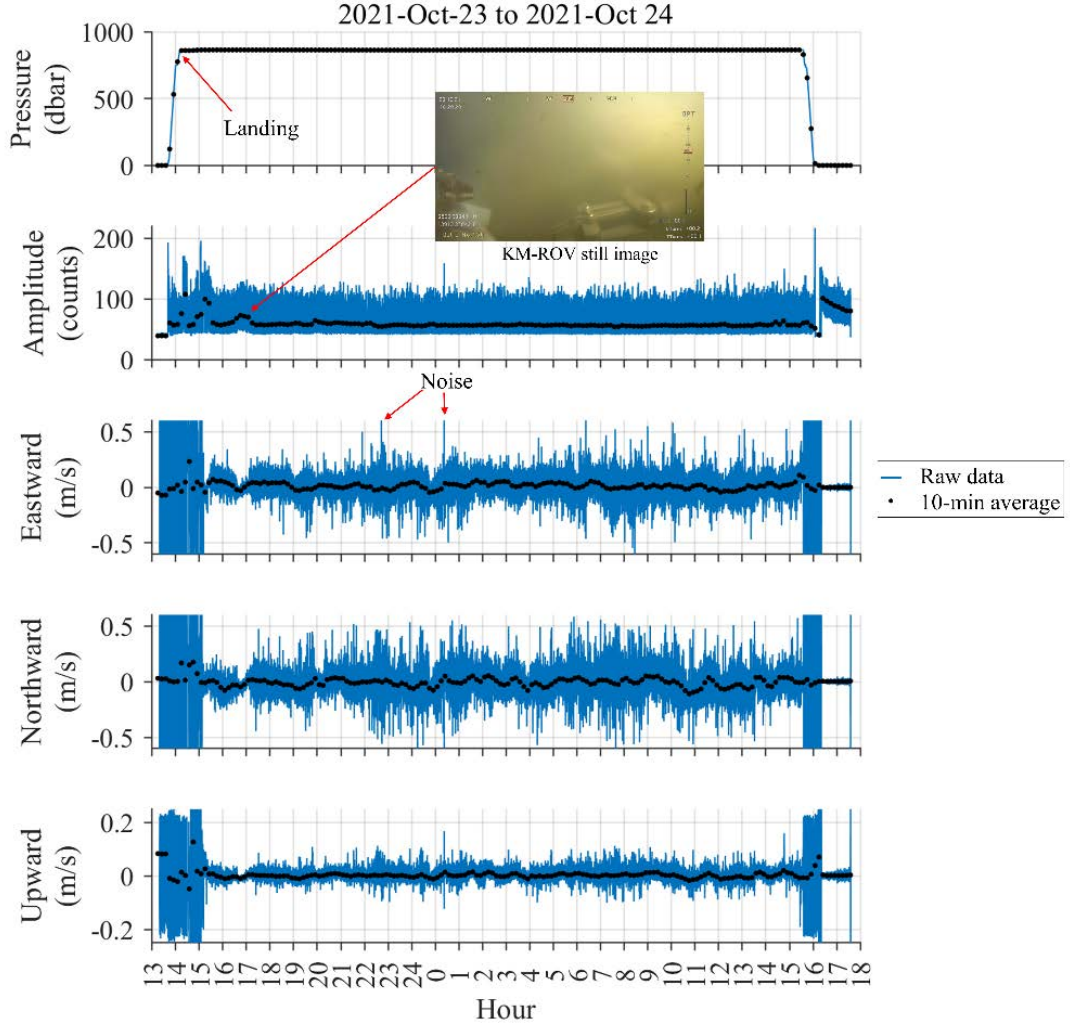 2021-Oct-23 to 2021-Oct 24
1000
500
0
Pressure
(dbar)
Landing
KM-ROV still image
200
100
0
Amplitude
(counts)
Noise
0.5
0
-0.5
Eastward
(m/s)
Raw data
10-min average
0.5
0
-0.5
Northward
(m/s)
0.2
0
-0.2
Upward
(m/s)
13 14 15 16 17 18 19 20 21 22 23 24 0 1 2 3 4 5 6 7 8 9 10 11 12 13 14 15 16 17 18
Hour